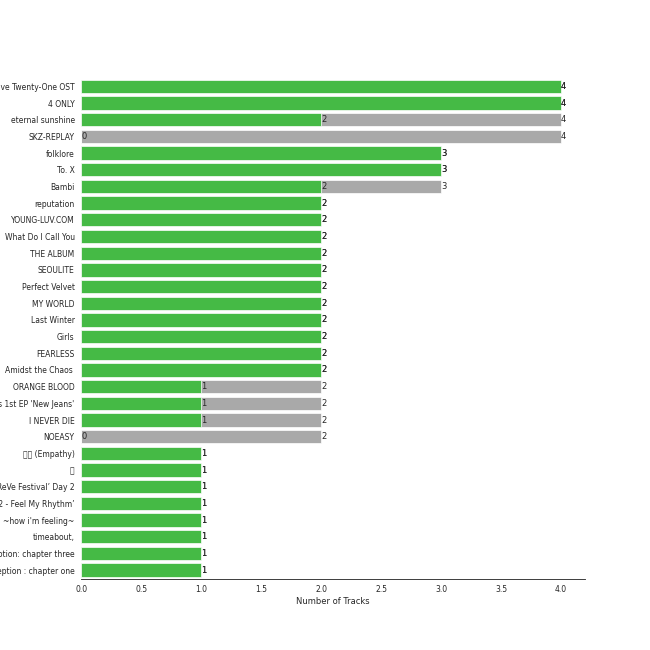 ve Twenty-One OST 4
4 ONLY 4
eternal sunshine 2 4
SKZ-REPLAY 0 4
folklore 3
To. X 3
Bambi 2 3
reputation 2
YOUNG-LUV.COM 2
What Do I Call You 2
THE ALBUM 2
SEOULITE 2
Perfect Velvet 2
MY WORLD 2
Last Winter 2
Girls 2
FEARLESS 2
Amidst the Chaos 2
ORANGE BLOOD 1 2
s 1st EP 'New Jeans' 1 2
I NEVER DIE 1 2
NOEASY 0 2
(Empathy) 1
1
ReVe Festival' Day 2 1
2 - Feel My Rhythm' 1
~how i'm feeling~ 1
timeabout, 1
ption: chapter three 1
eption : chapter one 1
0.0 0.5 1.0 1.5 2.0 2.5 3.0 3.5 4.0
Number of Tracks